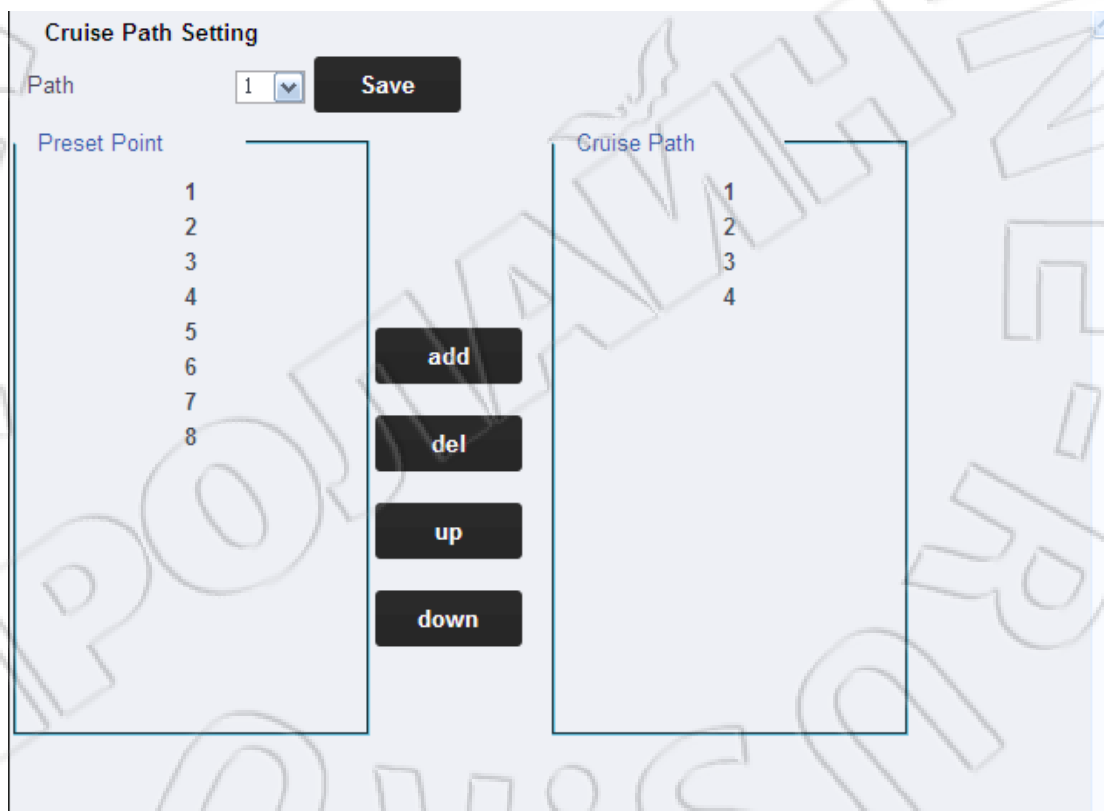 Cruise Path Setting
Path 1 Save
Preset Point
1
2
3
4
5
6
7
8
add
del
up
down
Cruise Path
1
2
3
4